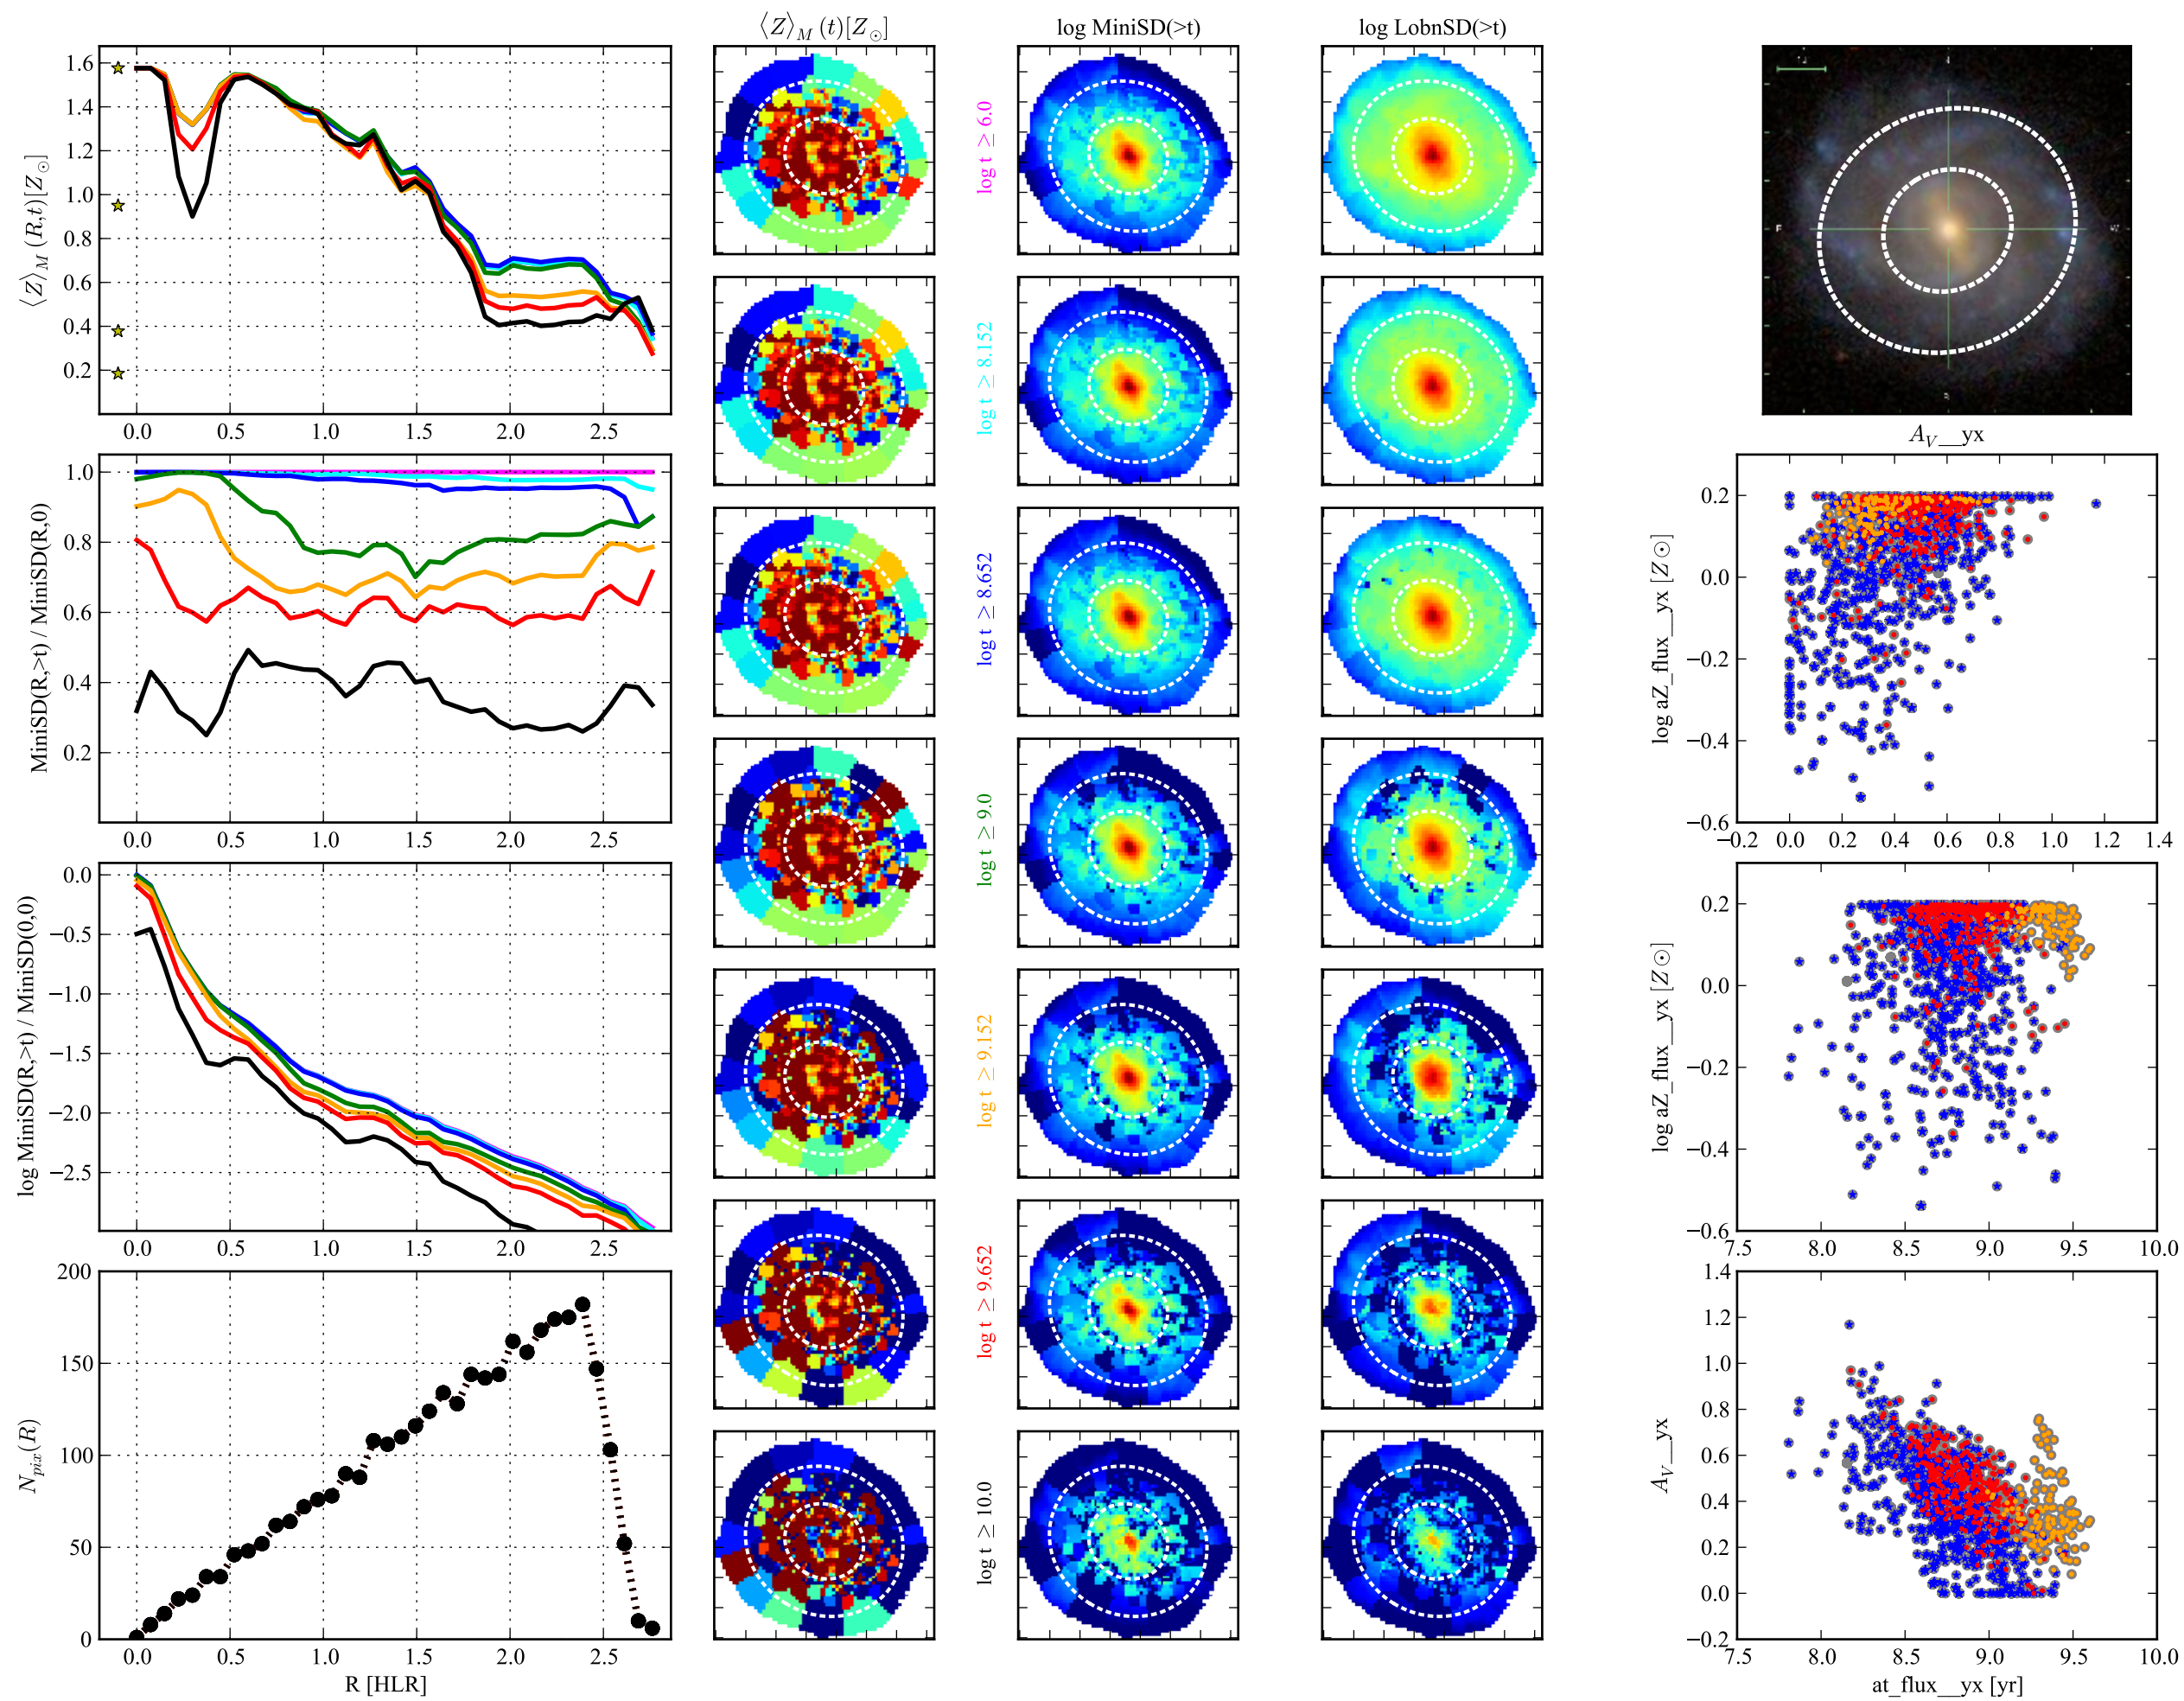 ⟨Z⟩_M (t)[Z_⊙]
log MiniSD(>t)
log LobnSD(>t)
⟨Z⟩_M (R,t)[Z_⊙]
1.6
1.4
1.2
1.0
0.8
0.6
0.4
0.2
0.0 0.5 1.0 1.5 2.0 2.5
MiniSD(R,>t) / MiniSD(R,0)
1.0
0.8
0.6
0.4
0.2
0.0 0.5 1.0 1.5 2.0 2.5
log MiniSD(R,>t) / MiniSD(0,0)
0.0
−0.5
−1.0
−1.5
−2.0
−2.5
0.0 0.5 1.0 1.5 2.0 2.5
N_pix(R)
200
150
100
50
0
0.0 0.5 1.0 1.5 2.0 2.5
R [HLR]
log t ≥ 6.0
log t ≥ 8.152
log t ≥ 8.652
log t ≥ 9.0
log t ≥ 9.152
log t ≥ 9.652
log t ≥ 10.0
F
A_V__yx
log aZ_flux__yx [Z⊙]
0.2
0.0
−0.2
−0.4
−0.6
−0.2 0.0 0.2 0.4 0.6 0.8 1.0 1.2 1.4
log aZ_flux__yx [Z⊙]
0.2
0.0
−0.2
−0.4
−0.6
7.5 8.0 8.5 9.0 9.5 10.0
A_V__yx
1.4
1.2
1.0
0.8
0.6
0.4
0.2
0.0
−0.2
7.5 8.0 8.5 9.0 9.5 10.0
at_flux__yx [yr]